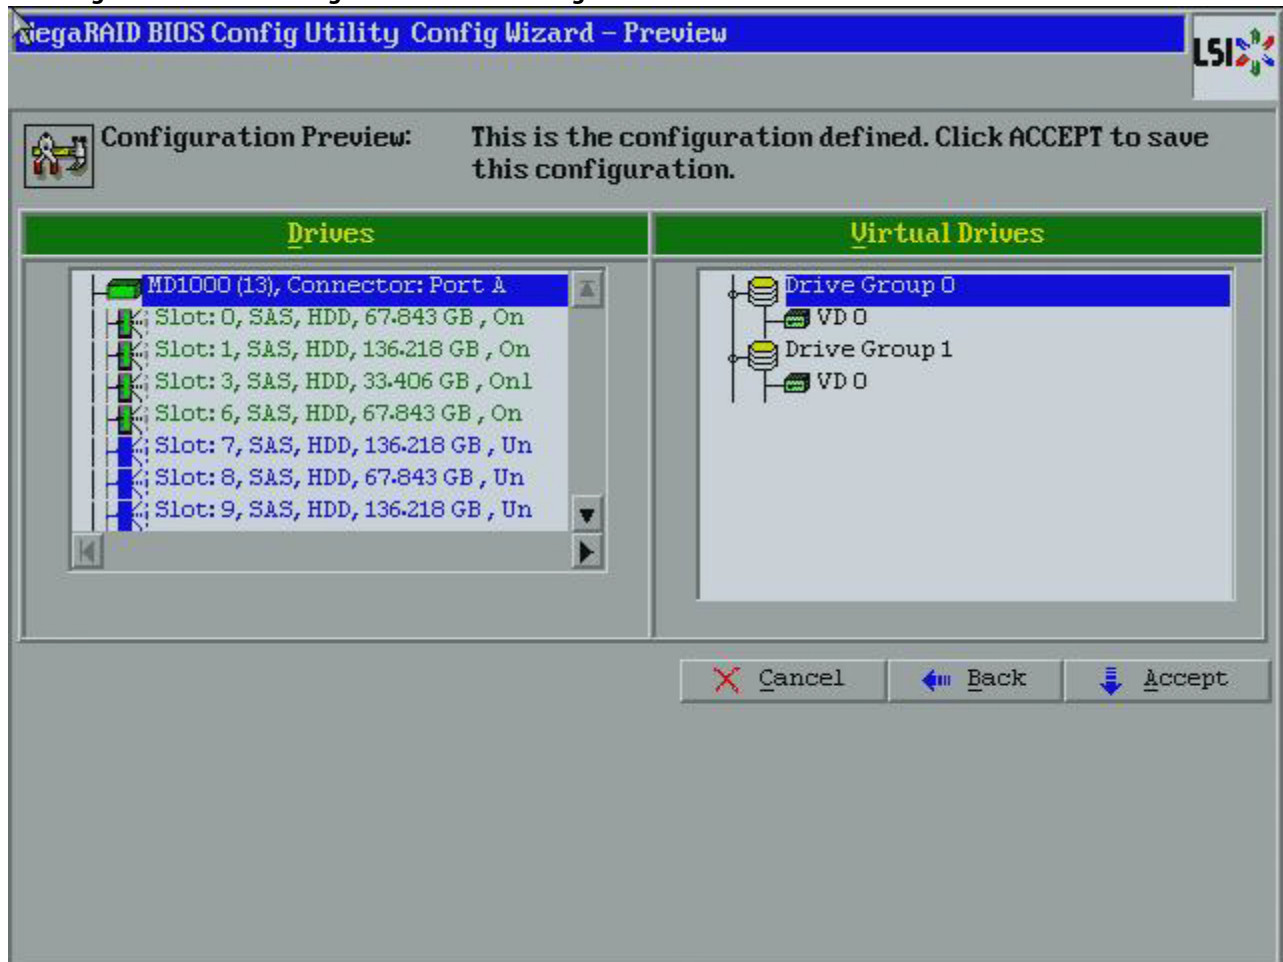 MegaRAID BIOS Config Utility Config Wizard – Preview
LSI
Configuration Preview: This is the configuration defined. Click ACCEPT to save
this configuration.
Drives
MD1000 (13), Connector: Port A
Slot: 0, SAS, HDD, 67.843 GB , On
Slot: 1, SAS, HDD, 136.218 GB , On
Slot: 3, SAS, HDD, 33.406 GB , Onl
Slot: 6, SAS, HDD, 67.843 GB , On
Slot: 7, SAS, HDD, 136.218 GB , Un
Slot: 8, SAS, HDD, 67.843 GB , Un
Slot: 9, SAS, HDD, 136.218 GB , Un
Virtual Drives
Drive Group 0
VD 0
Drive Group 1
VD 0
Cancel
Back
Accept